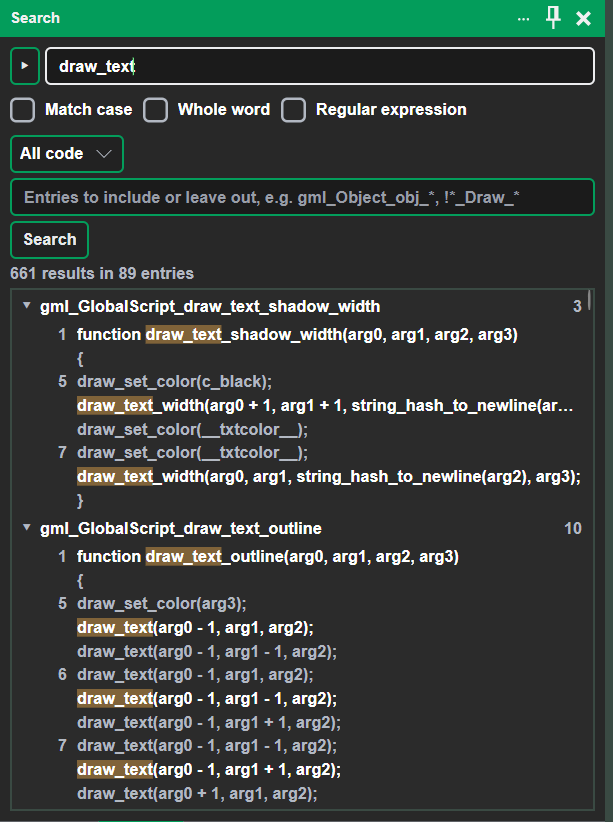 Search
draw_text
Match case Whole word Regular expression
All code
Entries to include or leave out, e.g. gml_Object_obj_*, !*_Draw_*
Search
661 results in 89 entries
gml_GlobalScript_draw_text_shadow_width 3
1 function draw_text_shadow_width(arg0, arg1, arg2, arg3)
{
5 draw_set_color(c_black);
draw_text_width(arg0 + 1, arg1 + 1, string_hash_to_newline(ar...
draw_set_color(__txtcolor__);
7 draw_set_color(__txtcolor__);
draw_text_width(arg0, arg1, string_hash_to_newline(arg2), arg3);
}
gml_GlobalScript_draw_text_outline 10
1 function draw_text_outline(arg0, arg1, arg2, arg3)
{
5 draw_set_color(arg3);
draw_text(arg0 - 1, arg1, arg2);
draw_text(arg0 - 1, arg1 - 1, arg2);
6 draw_text(arg0 - 1, arg1, arg2);
draw_text(arg0 - 1, arg1 - 1, arg2);
draw_text(arg0 - 1, arg1 + 1, arg2);
7 draw_text(arg0 - 1, arg1 - 1, arg2);
draw_text(arg0 - 1, arg1 + 1, arg2);
draw_text(arg0 + 1, arg1, arg2);